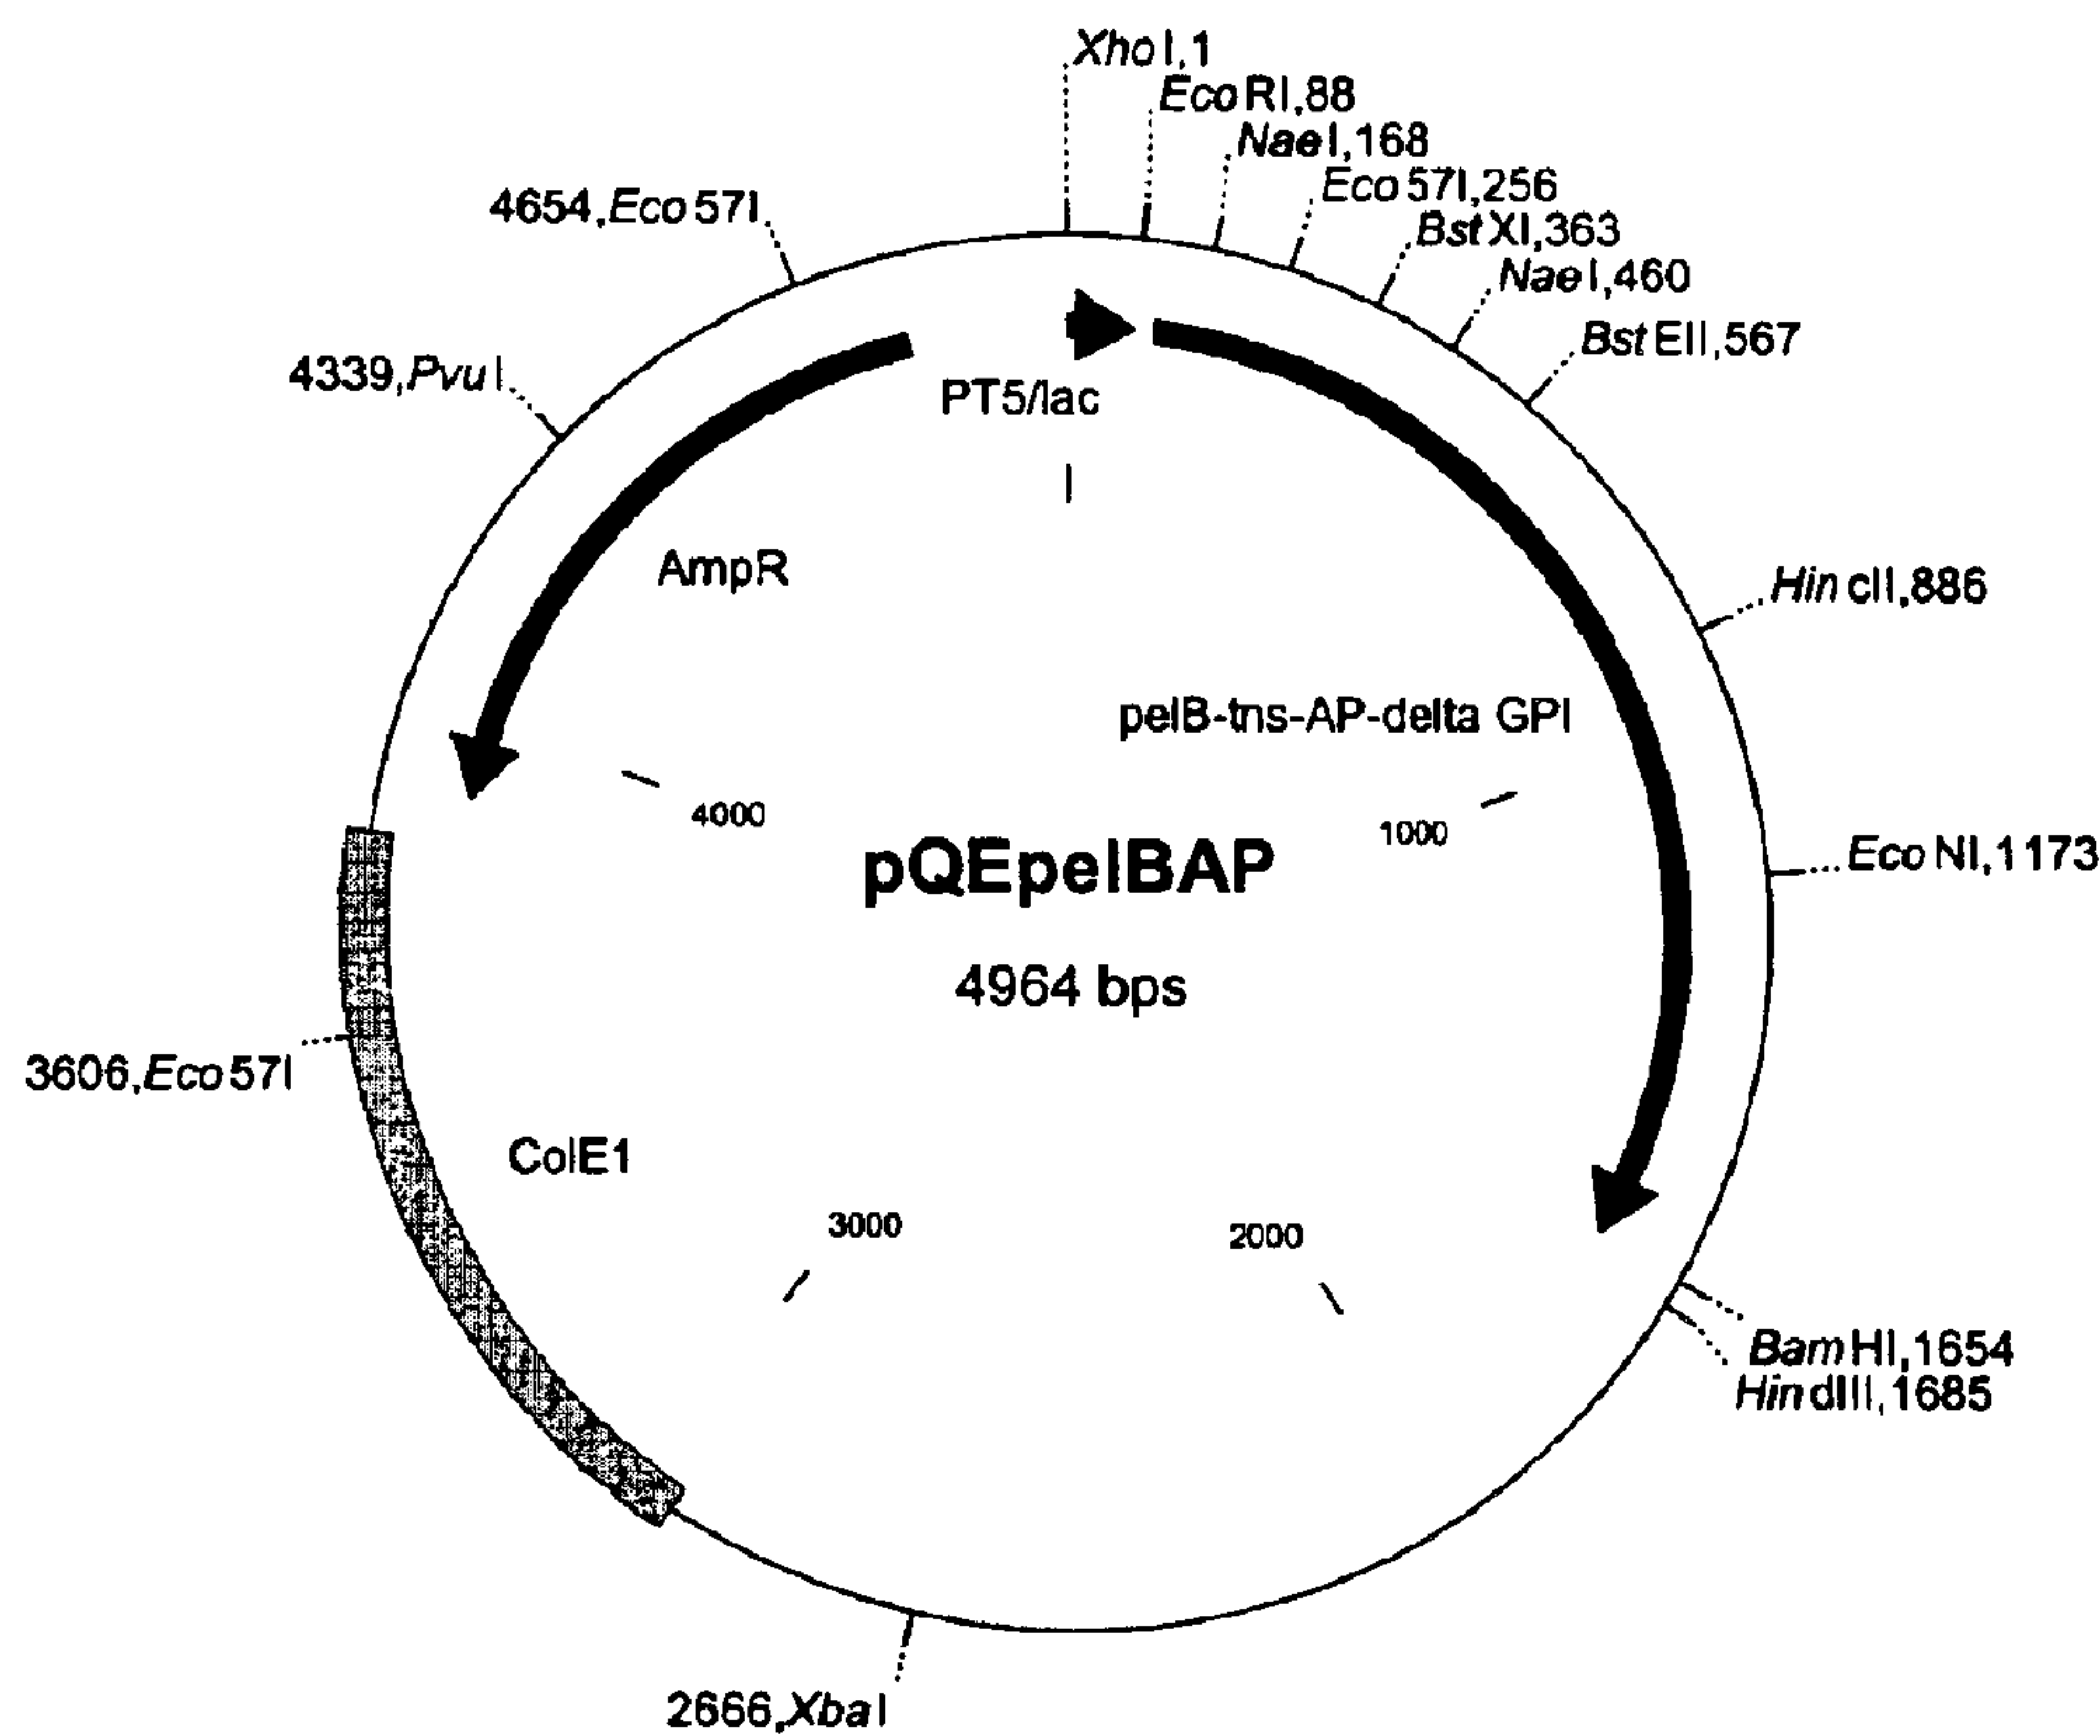 XhoI,1
EcoRI,88
NaeI,168
Eco57I,256
BstXI,363
NaeI,460
BstEII,567
4654,Eco57I
4339,PvuI
PT5/lac
AmpR
HincII,886
pelB-tns-AP-delta GPI
4000
1000
pQEpelBAP
EcoNI,1173
4964 bps
3606,Eco57I
ColE1
3000
2000
BamHI,1654
HindIII,1685
2666,XbaI